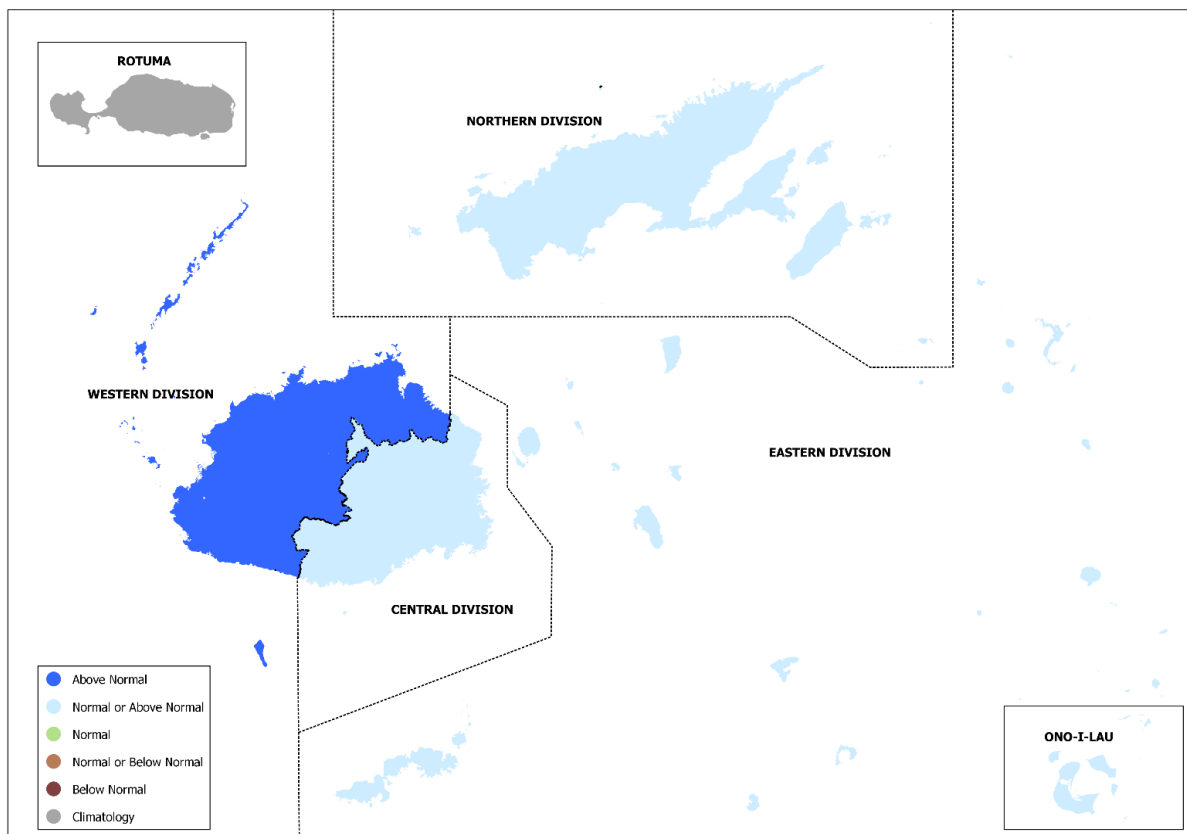 ROTUMA
NORTHERN DIVISION
WESTERN DIVISION
EASTERN DIVISION
CENTRAL DIVISION
Above Normal
Normal or Above Normal
Normal
Normal or Below Normal
Below Normal
Climatology
ONO-I-LAU